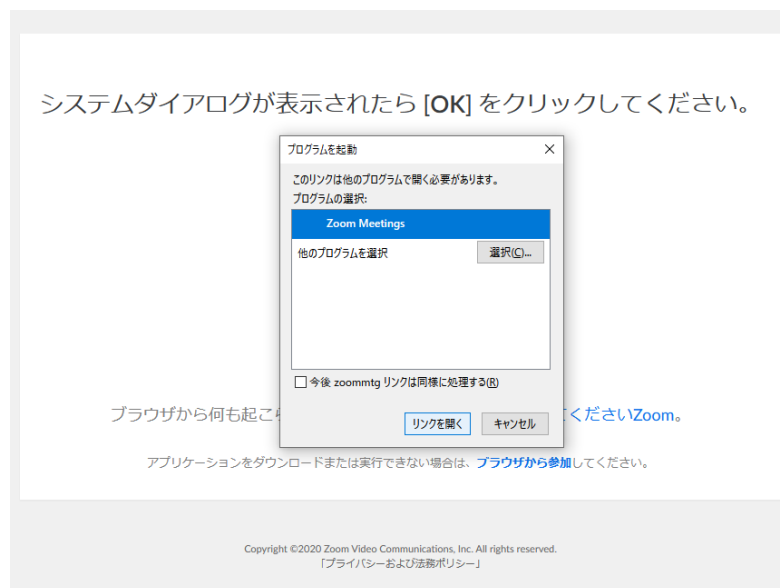 システムダイアログが表示されたら [OK] をクリックしてください。
プログラムを起動
このリンクは他のプログラムで開く必要があります。
プログラムの選択:
Zoom Meetings
他のプログラムを選択
選択(C)...
今後 zoommtg リンクは同様に処理する(R)
リンクを開く
キャンセル
ブラウザから何も起こ
くださいZoom。
アプリケーションをダウンロードまたは実行できない場合は、ブラウザから参加してください。
Copyright ©2020 Zoom Video Communications, Inc. All rights reserved.
「プライバシーおよび法務ポリシー」